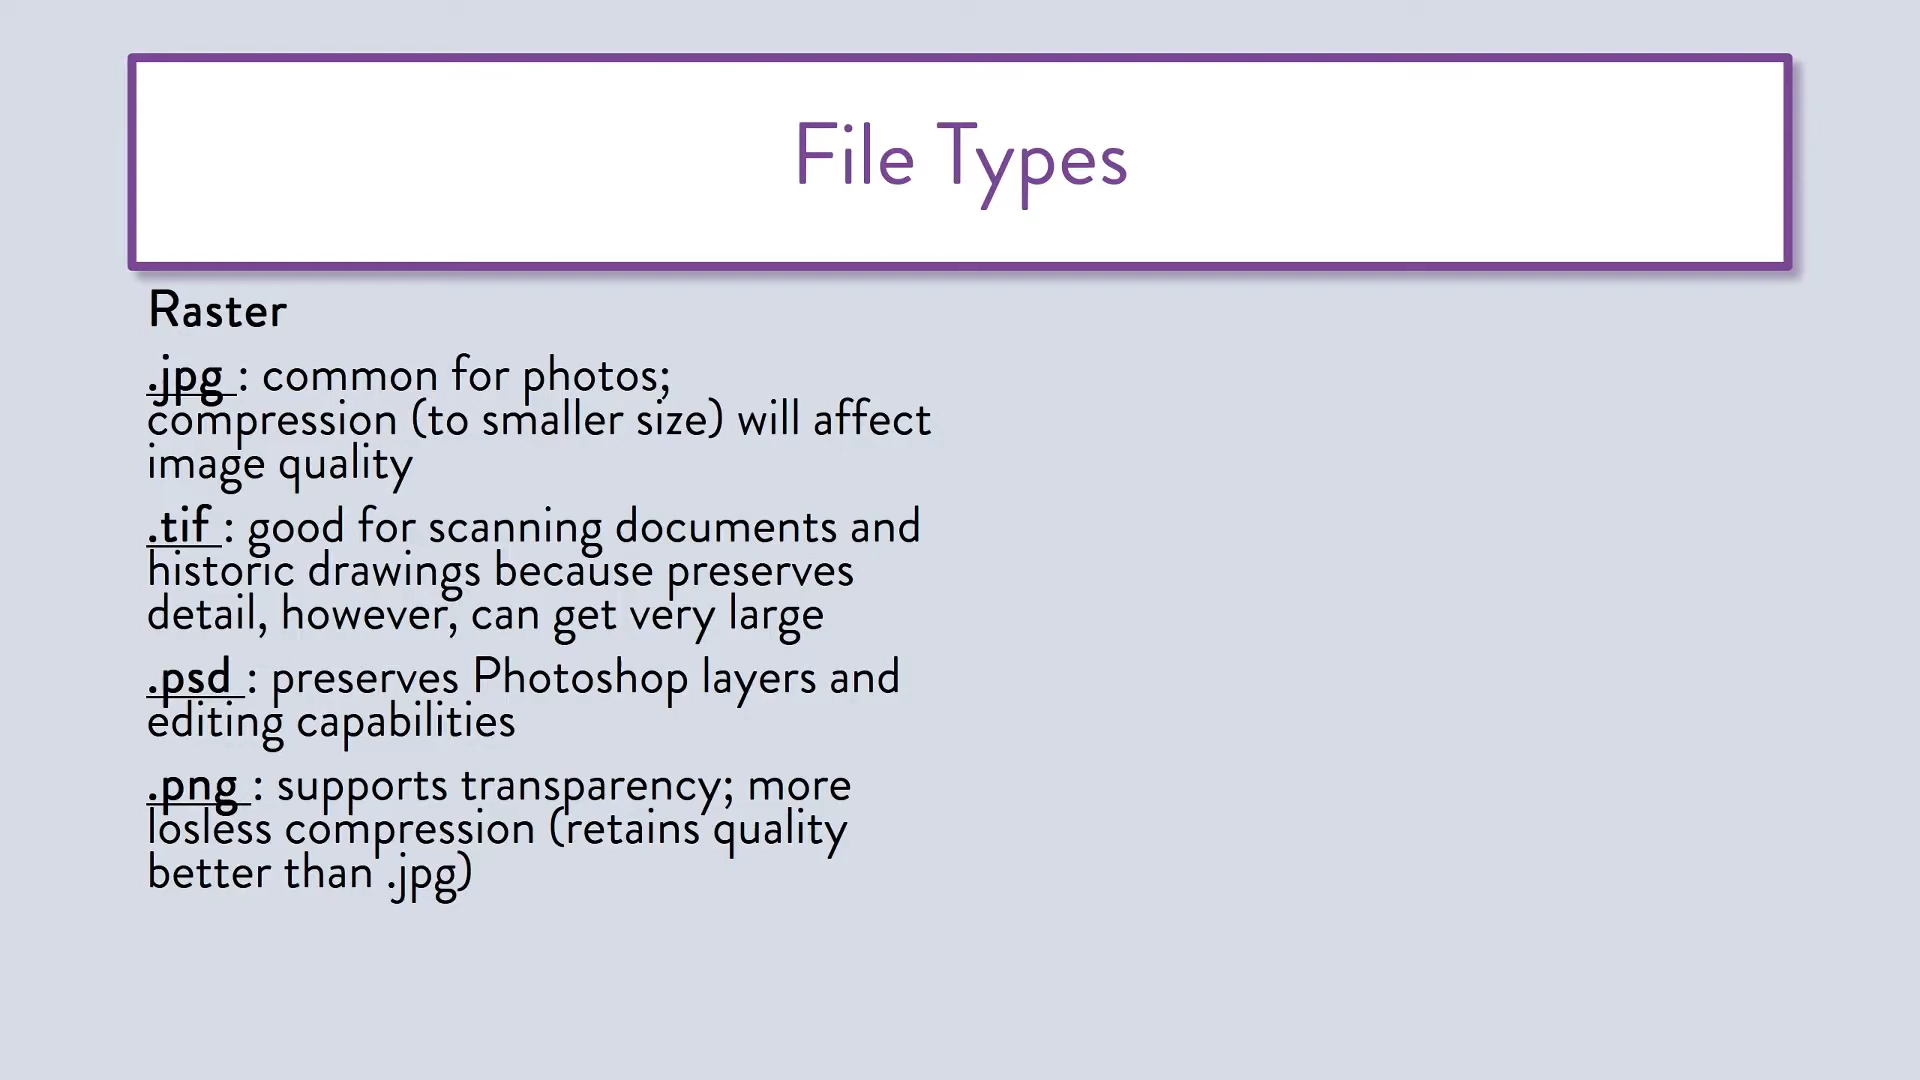 File Types
Raster
.jpg : common for photos;
compression (to smaller size) will affect
image quality
.tif : good for scanning documents and
historic drawings because preserves
detail, however, can get very large
.psd : preserves Photoshop layers and
editing capabilities
.png : supports transparency; more
losless compression (retains quality
better than .jpg)